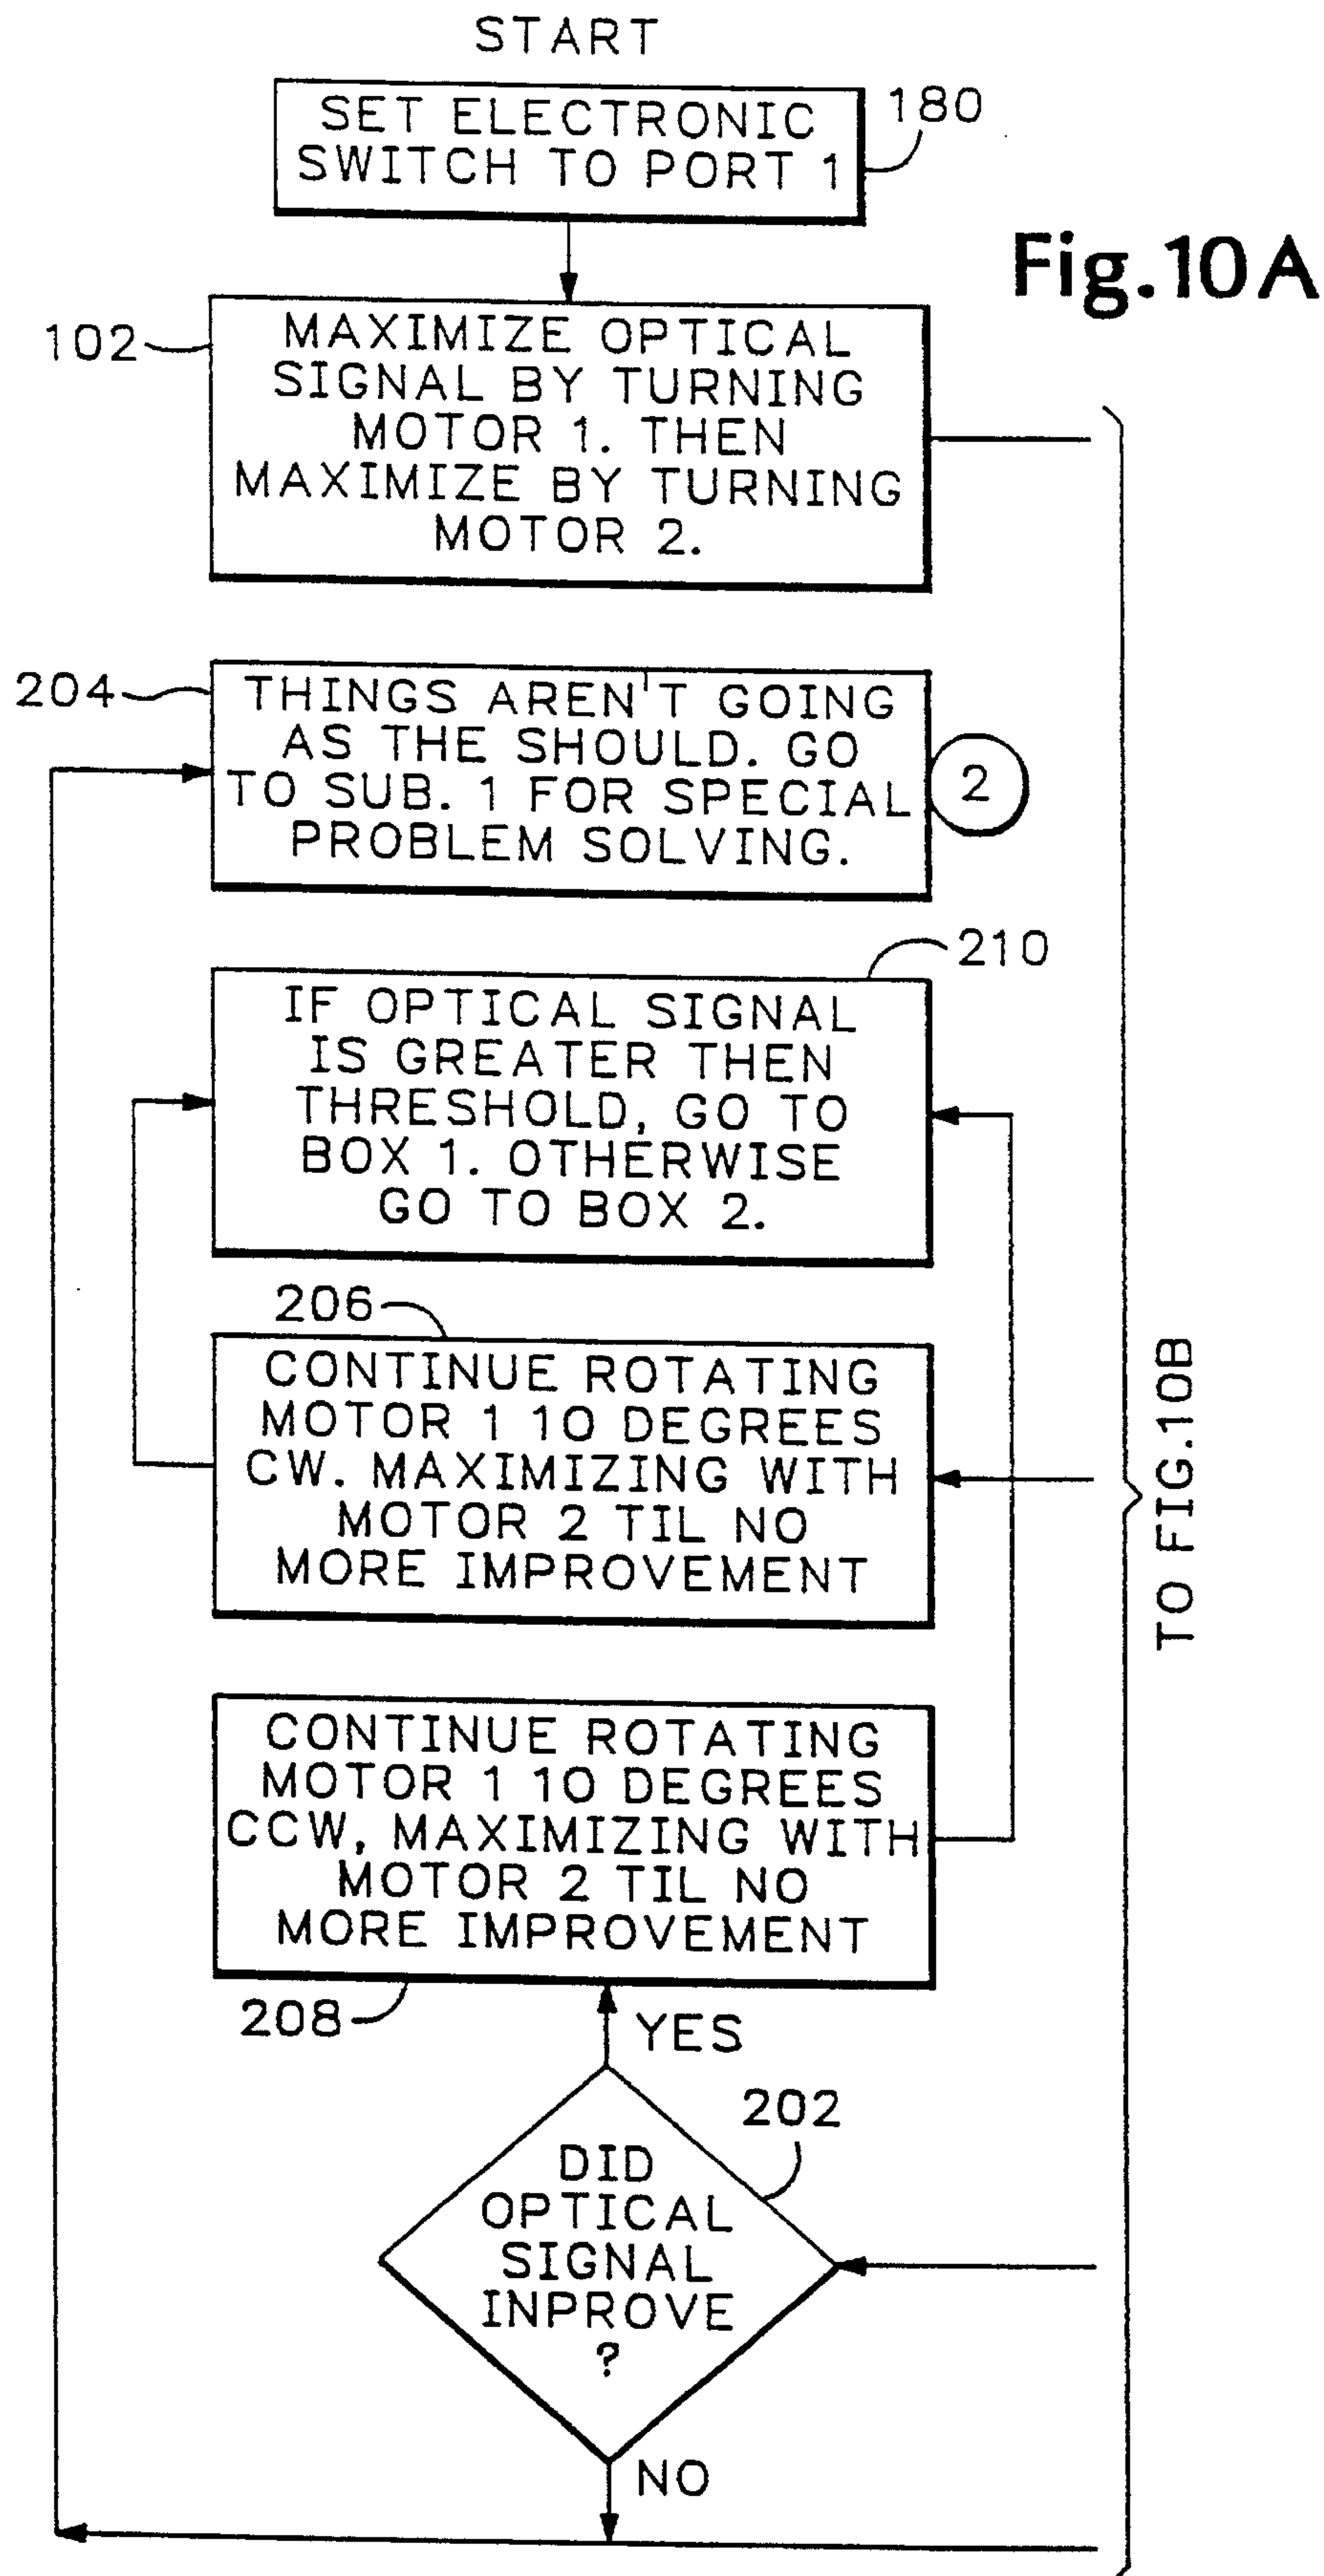 START
SET ELECTRONIC
SWITCH TO PORT 1
180
Fig.10A
102
MAXIMIZE OPTICAL
SIGNAL BY TURNING
MOTOR 1. THEN
MAXIMIZE BY TURNING
MOTOR 2.
204
THINGS AREN'T GOING
AS THE SHOULD. GO
TO SUB. 1 FOR SPECIAL
PROBLEM SOLVING.
2
210
IF OPTICAL SIGNAL
IS GREATER THEN
THRESHOLD, GO TO
BOX 1. OTHERWISE
GO TO BOX 2.
206
CONTINUE ROTATING
MOTOR 1 10 DEGREES
CW. MAXIMIZING WITH
MOTOR 2 TIL NO
MORE IMPROVEMENT
TO FIG.10B
CONTINUE ROTATING
MOTOR 1 10 DEGREES
CCW, MAXIMIZING WITH
MOTOR 2 TIL NO
MORE IMPROVEMENT
208
YES
202
DID
OPTICAL
SIGNAL
INPROVE
?
NO